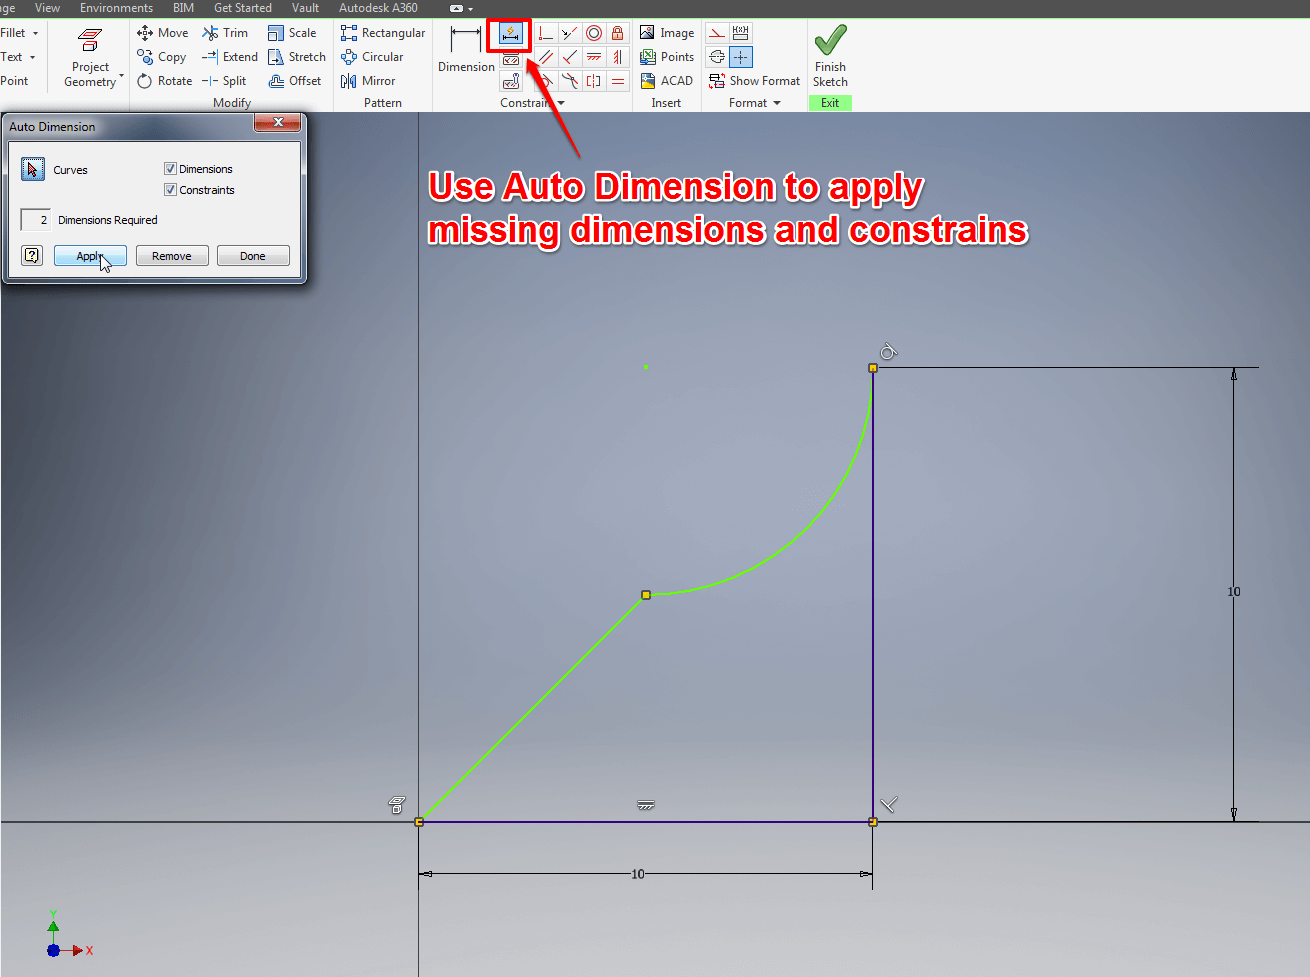 nge View Environments BIM Get Started Vault Autodesk A360
Fillet Move Trim Scale Rectangular Image
Text Project Geometry Copy Extend Stretch Circular Dimension Points Finish Sketch
Point Rotate Split Offset Mirror ACAD Show Format
Modify Pattern Constrain Insert Format Exit
Auto Dimension
Curves Dimensions
Constraints
2 Dimensions Required
Apply Remove Done
Use Auto Dimension to apply
missing dimensions and constrains
10
10
Y
X